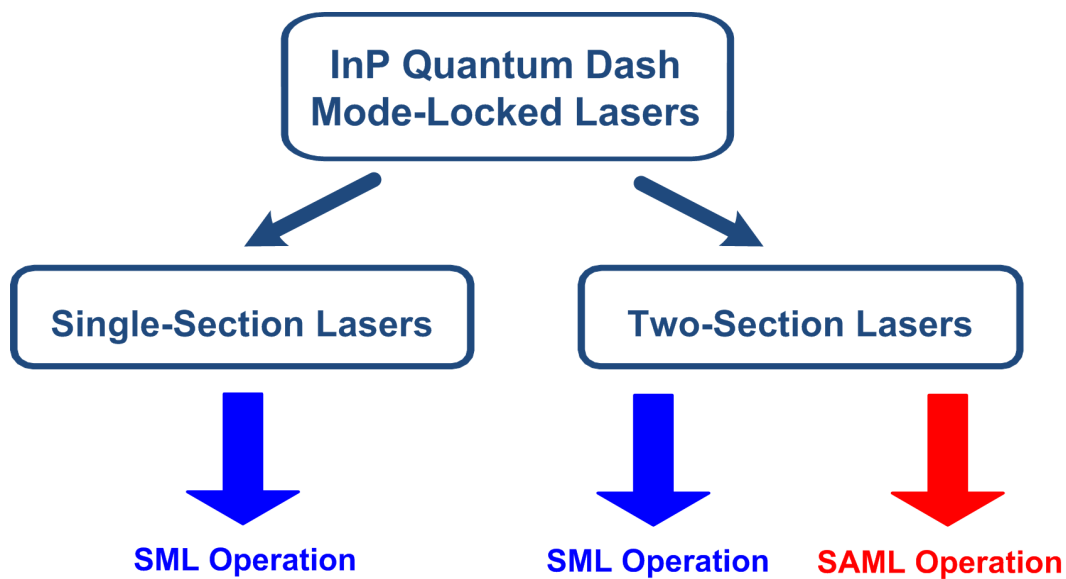 InP Quantum Dash
Mode-Locked Lasers
Single-Section Lasers
Two-Section Lasers
SML Operation
SML Operation
SAML Operation